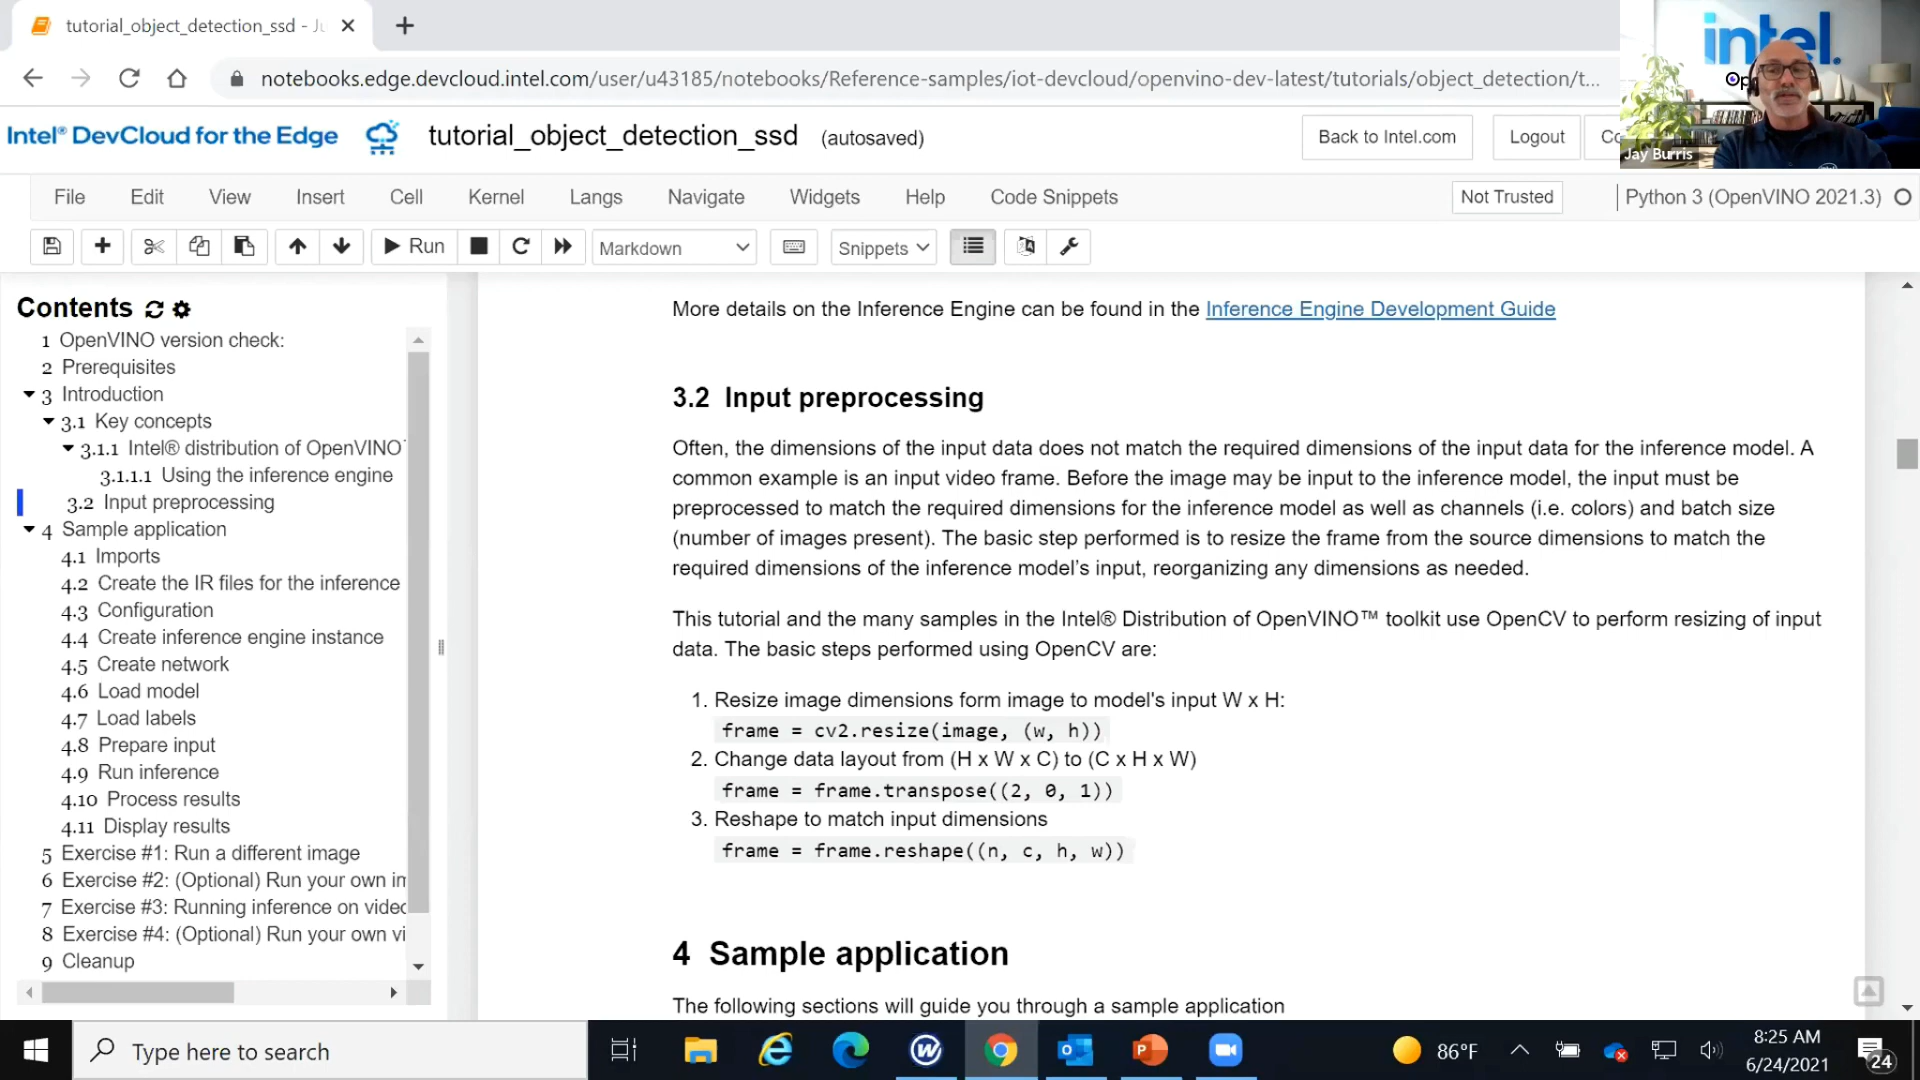 tutorial_object_detection_ssd - Ju
notebooks.edge.devcloud.intel.com/user/u43185/notebooks/Reference-samples/iot-devcloud/openvino-dev-latest/tutorials/object_detection/t...
intel.
Op
Jay Burris
Intel® DevCloud for the Edge
tutorial_object_detection_ssd (autosaved)
Back to Intel.com
Logout
Co
File Edit View Insert Cell Kernel Langs Navigate Widgets Help Code Snippets
Not Trusted
Python 3 (OpenVINO 2021.3)
Run
Markdown
Snippets
Contents
1 OpenVINO version check:
2 Prerequisites
3 Introduction
3.1 Key concepts
3.1.1 Intel® distribution of OpenVINO
3.1.1.1 Using the inference engine
3.2 Input preprocessing
4 Sample application
4.1 Imports
4.2 Create the IR files for the inference
4.3 Configuration
4.4 Create inference engine instance
4.5 Create network
4.6 Load model
4.7 Load labels
4.8 Prepare input
4.9 Run inference
4.10 Process results
4.11 Display results
5 Exercise #1: Run a different image
6 Exercise #2: (Optional) Run your own im
7 Exercise #3: Running inference on video
8 Exercise #4: (Optional) Run your own vi
9 Cleanup
More details on the Inference Engine can be found in the Inference Engine Development Guide
3.2 Input preprocessing
Often, the dimensions of the input data does not match the required dimensions of the input data for the inference model. A
common example is an input video frame. Before the image may be input to the inference model, the input must be
preprocessed to match the required dimensions for the inference model as well as channels (i.e. colors) and batch size
(number of images present). The basic step performed is to resize the frame from the source dimensions to match the
required dimensions of the inference model's input, reorganizing any dimensions as needed.
This tutorial and the many samples in the Intel® Distribution of OpenVINO™ toolkit use OpenCV to perform resizing of input
data. The basic steps performed using OpenCV are:
1. Resize image dimensions form image to model's input W x H:
frame = cv2.resize(image, (w, h))
2. Change data layout from (H x W x C) to (C x H x W)
frame = frame.transpose((2, 0, 1))
3. Reshape to match input dimensions
frame = frame.reshape((n, c, h, w))
4 Sample application
The following sections will guide you through a sample application
Type here to search
86°F
8:25 AM
6/24/2021
24